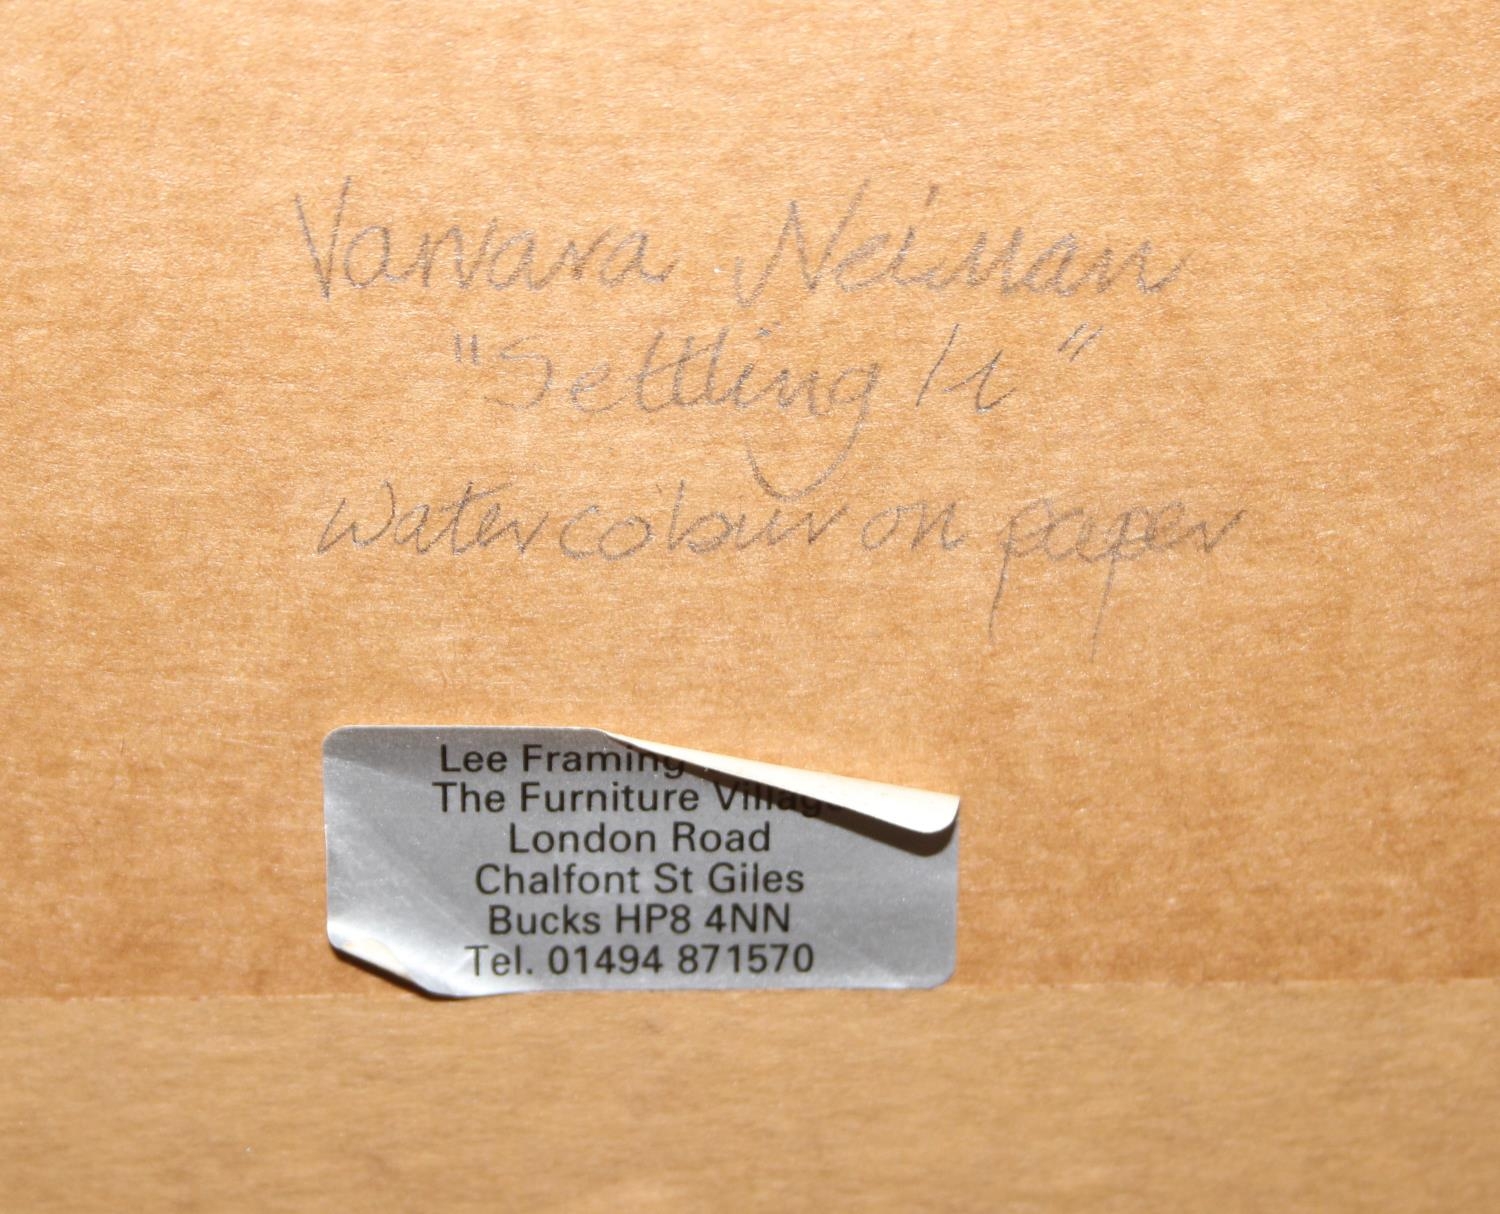 Varvara Neiman
"Settling It"
watercolour on paper
Lee Framing
The Furniture Village
London Road
Chalfont St Giles
Bucks HP8 4NN
Tel. 01494 871570